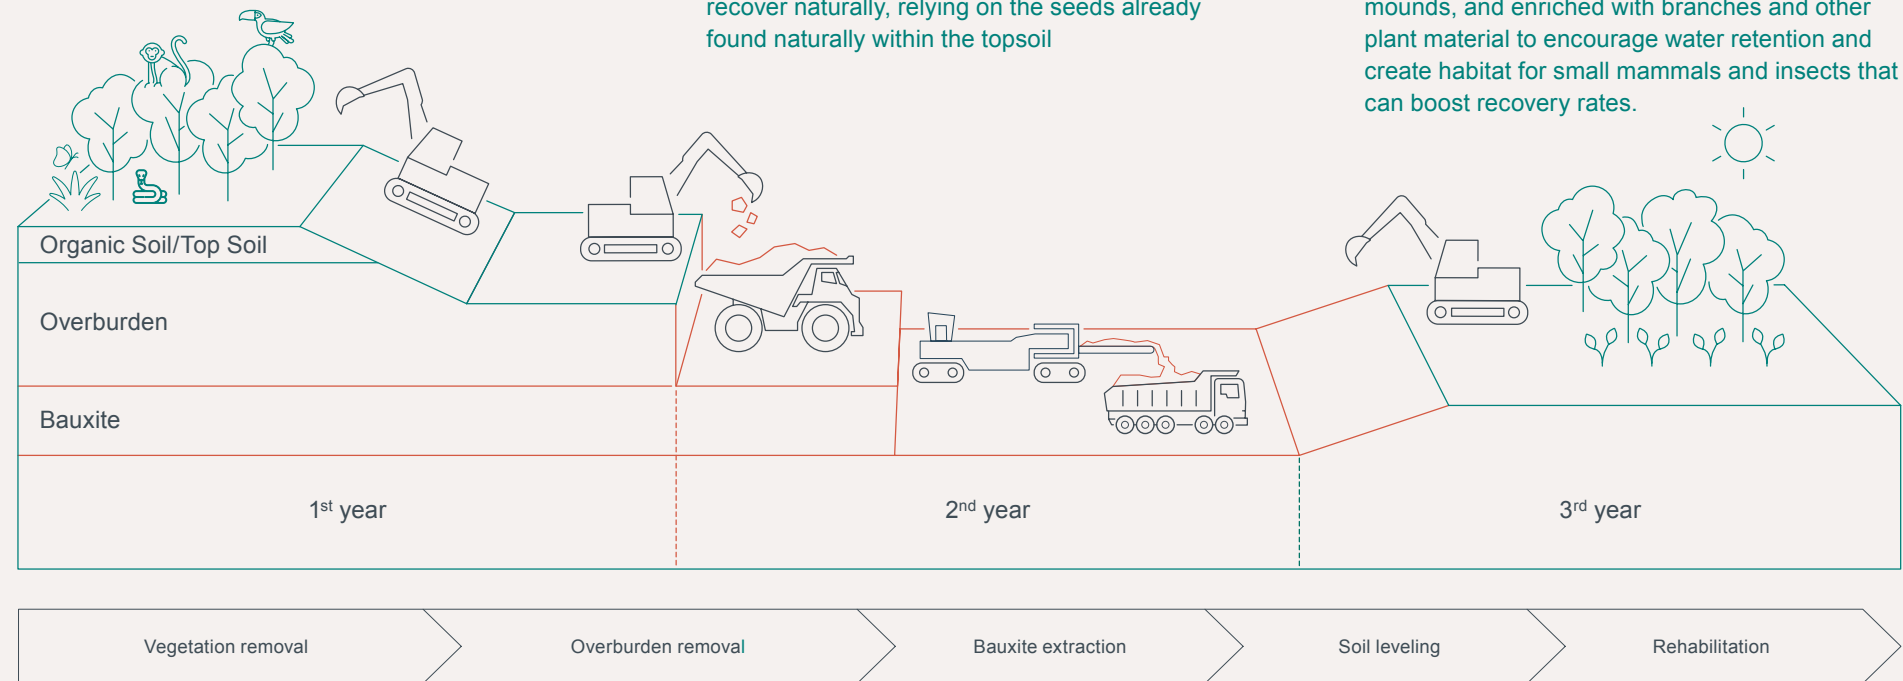 recover naturally, relying on the seeds already
found naturally within the topsoil
mounds, and enriched with branches and other
plant material to encourage water retention and
create habitat for small mammals and insects that
can boost recovery rates.
Organic Soil/Top Soil
Overburden
Bauxite
1st year
2nd year
3rd year
Vegetation removal
Overburden removal
Bauxite extraction
Soil leveling
Rehabilitation